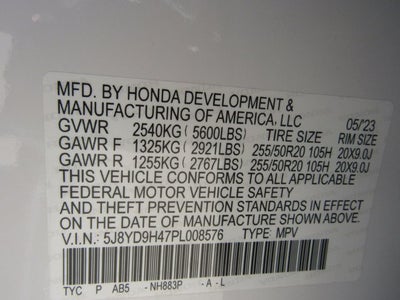 MFD. BY HONDA DEVELOPMENT &
MANUFACTURING OF AMERICA, LLC 05/23
GVWR 2540KG ( 5600LBS) TIRE SIZE RIM SIZE
GAWR F 1325KG ( 2921LBS) 255/50R20 105H 20X9.0J
GAWR R 1255KG ( 2767LBS) 255/50R20 105H 20X9.0J
THIS VEHICLE CONFORMS TO ALL APPLICABLE
FEDERAL MOTOR VEHICLE SAFETY
AND THEFT PREVENTION STANDARDS IN EFFECT
ON THE DATE OF MANUFACTURE SHOWN ABOVE.
V.I.N.: 5J8YD9H47PL008576 TYPE: MPV
TYC P AB5 -NH883P -A-L